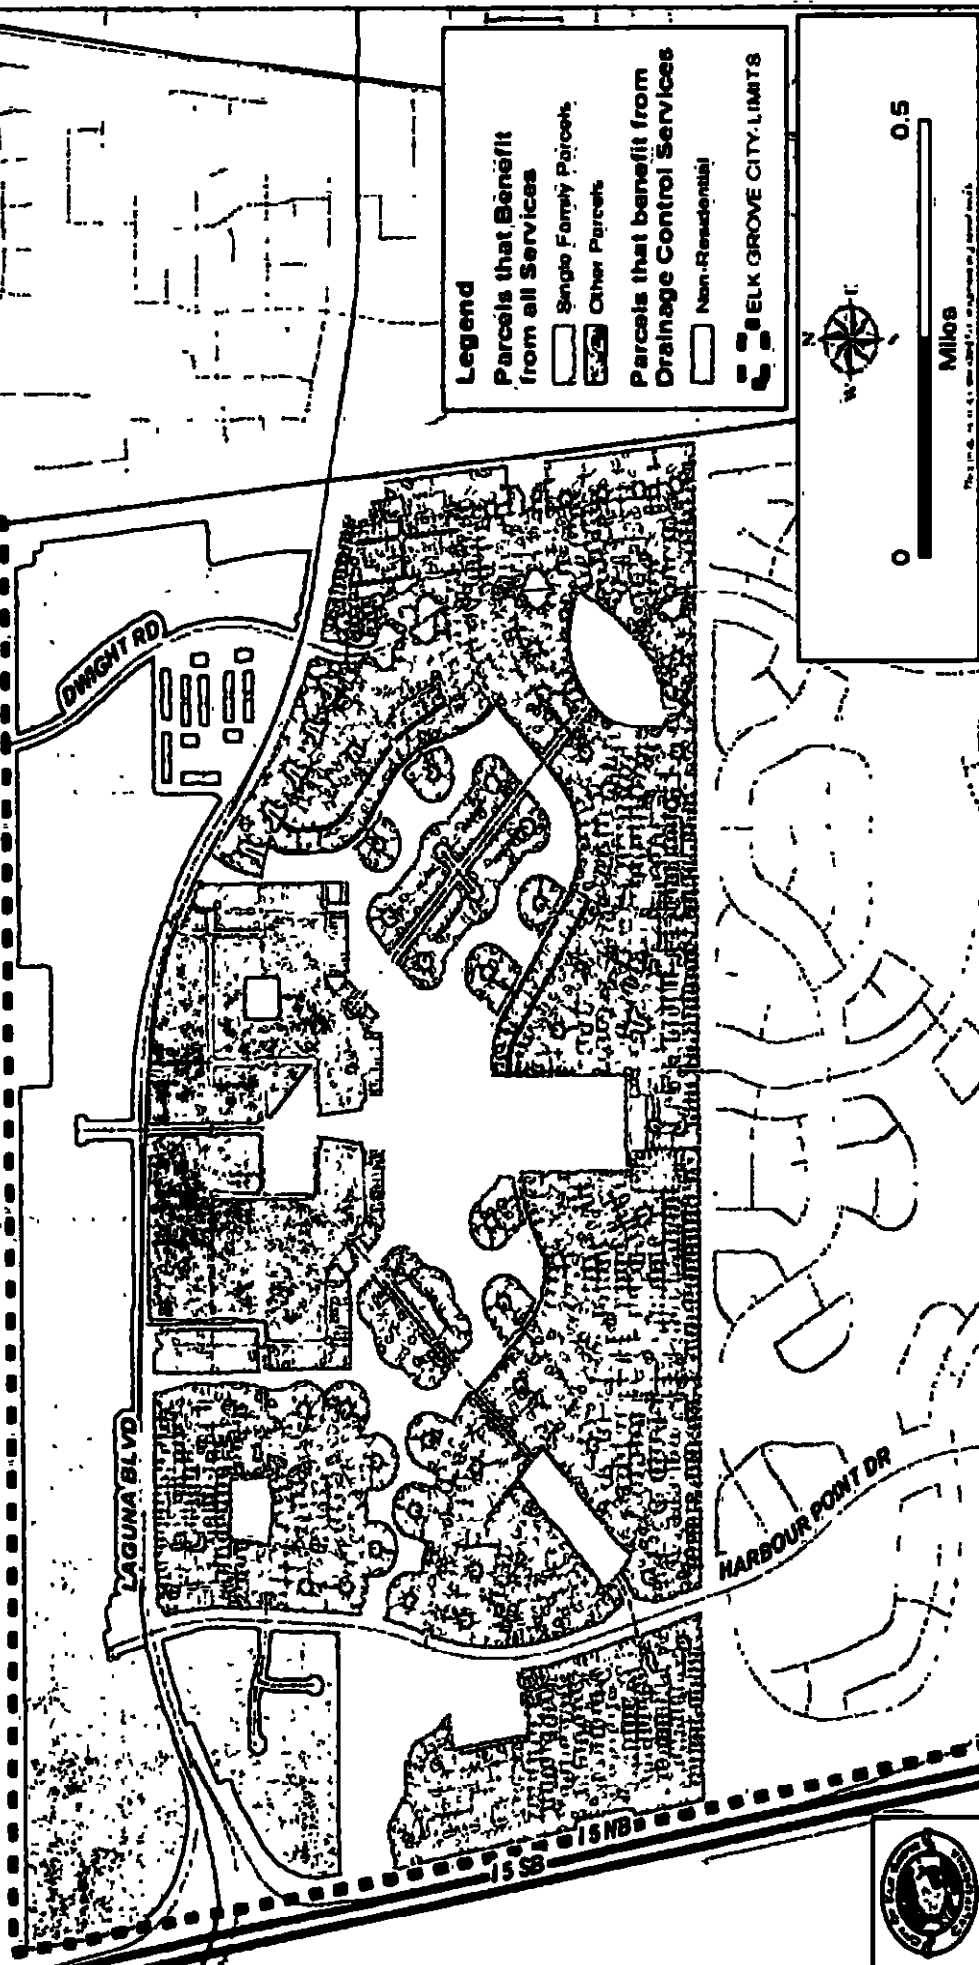 Legend
Parcels that Benefit
from all Services
Single Family Parcels
Other Parcels
Parcels that benefit from
Drainage Control Services
Non-Residential
ELK GROVE CITY LIMITS
DWIGHT RD
LAGUNA BLVD
HARBOUR POINT DR
I 5 NB
I 5 SB
N
W
E
0
0.5
Miles